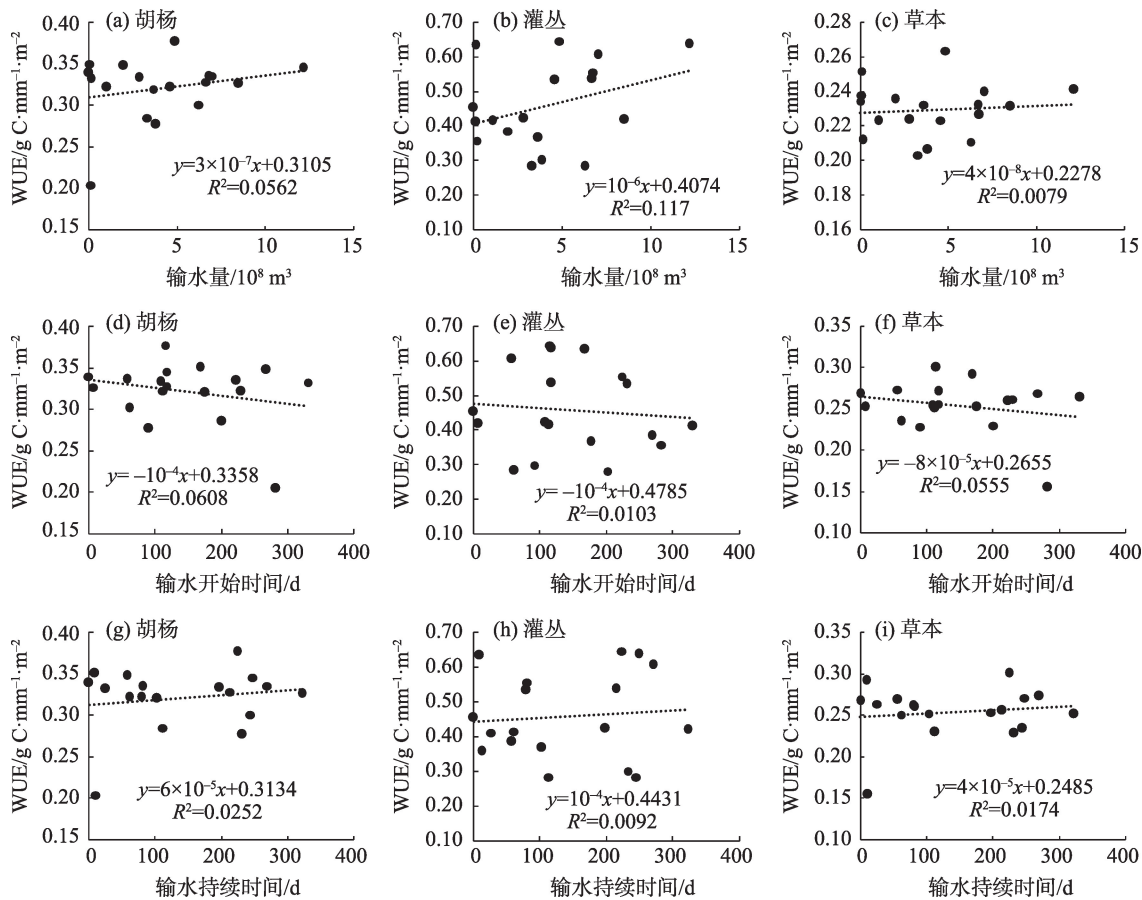 (a) 胡杨
WUE/g C·mm⁻¹·m⁻²
0.40
0.35
0.30
0.25
0.20
0.15
y=3×10⁻⁷x+0.3105
R²=0.0562
0 5 10 15
输水量/10⁸ m³
(b) 灌丛
WUE/g C·mm⁻¹·m⁻²
0.70
0.60
0.50
0.40
0.30
0.20
0.10
y=10⁻⁶x+0.4074
R²=0.117
0 5 10 15
输水量/10⁸ m³
(c) 草本
WUE/g C·mm⁻¹·m⁻²
0.28
0.26
0.24
0.22
0.20
0.18
0.16
y=4×10⁻⁸x+0.2278
R²=0.0079
0 5 10 15
输水量/10⁸ m³
(d) 胡杨
WUE/g C·mm⁻¹·m⁻²
0.40
0.35
0.30
0.25
0.20
0.15
y= −10⁻⁴x+0.3358
R²=0.0608
0 100 200 300 400
输水开始时间/d
(e) 灌丛
WUE/g C·mm⁻¹·m⁻²
0.70
0.60
0.50
0.40
0.30
0.20
0.10
y= −10⁻⁴x+0.4785
R²=0.0103
0 100 200 300 400
输水开始时间/d
(f) 草本
WUE/g C·mm⁻¹·m⁻²
0.35
0.30
0.25
0.20
0.15
0.10
y= −8×10⁻⁵x+0.2655
R²=0.0555
0 100 200 300 400
输水开始时间/d
(g) 胡杨
WUE/g C·mm⁻¹·m⁻²
0.40
0.35
0.30
0.25
0.20
0.15
y=6×10⁻⁵x+0.3134
R²=0.0252
0 100 200 300 400
输水持续时间/d
(h) 灌丛
WUE/g C·mm⁻¹·m⁻²
0.70
0.60
0.50
0.40
0.30
0.20
0.10
y=10⁻⁴x+0.4431
R²=0.0092
0 100 200 300 400
输水持续时间/d
(i) 草本
WUE/g C·mm⁻¹·m⁻²
0.35
0.30
0.25
0.20
0.15
0.10
y=4×10⁻⁵x+0.2485
R²=0.0174
0 100 200 300 400
输水持续时间/d